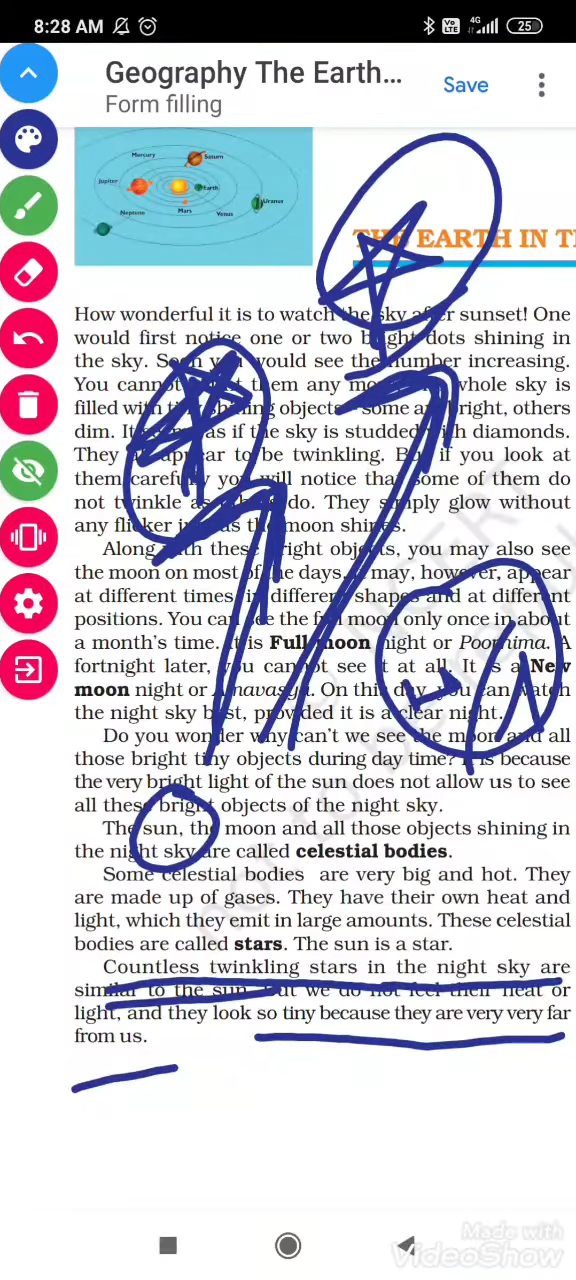 8:28 AM
Vo LTE
4G
25
Geography The Earth...
Form filling
Save
Mercury
Saturn
Jupiter
Earth
Uranus
Mars
Neptune
Venus
THE EARTH IN T
How wonderful it is to watch the sky after sunset! One
would first notice one or two bright dots shining in
the sky. Soon you would see the number increasing.
You cannot them any whole sky is
filled with tiny shining objects – some are bright, others
dim. It as if the sky is studded with diamonds.
They all appear to be twinkling. But if you look at
them carefully you will notice that some of them do
not twinkle as others do. They simply glow without
any flicker just as the moon shines.
Along with these bright objects, you may also see
the moon on most of the days. It may, however, appear
at different times, in different shapes and at different
positions. You can see the full moon only once in about
a month's time. It is Full moon night or Poornima. A
fortnight later, you cannot see it at all. It is a New
moon night or Amavasya. On this day, you can watch
the night sky best, provided it is a clear night.
Do you wonder why can't we see the moon and all
those bright tiny objects during day time? It is because
the very bright light of the sun does not allow us to see
all these bright objects of the night sky.
The sun, the moon and all those objects shining in
the night sky are called celestial bodies.
Some celestial bodies are very big and hot. They
are made up of gases. They have their own heat and
light, which they emit in large amounts. These celestial
bodies are called stars. The sun is a star.
Countless twinkling stars in the night sky are
similar to the sun. But we do not feel their heat or
light, and they look so tiny because they are very very far
from us.
Made with
VideoShow